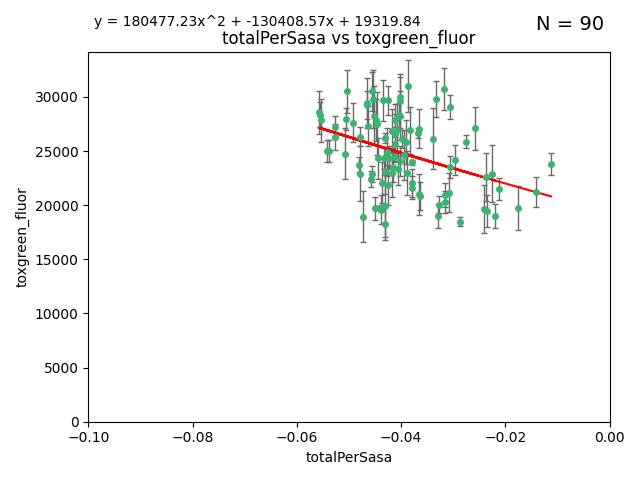 y = 180477.23x^2 + -130408.57x + 19319.84
N = 90
totalPerSasa vs toxgreen_fluor
toxgreen_fluor
30000
25000
20000
15000
10000
5000
0
−0.10
−0.08
−0.06
−0.04
−0.02
0.00
totalPerSasa